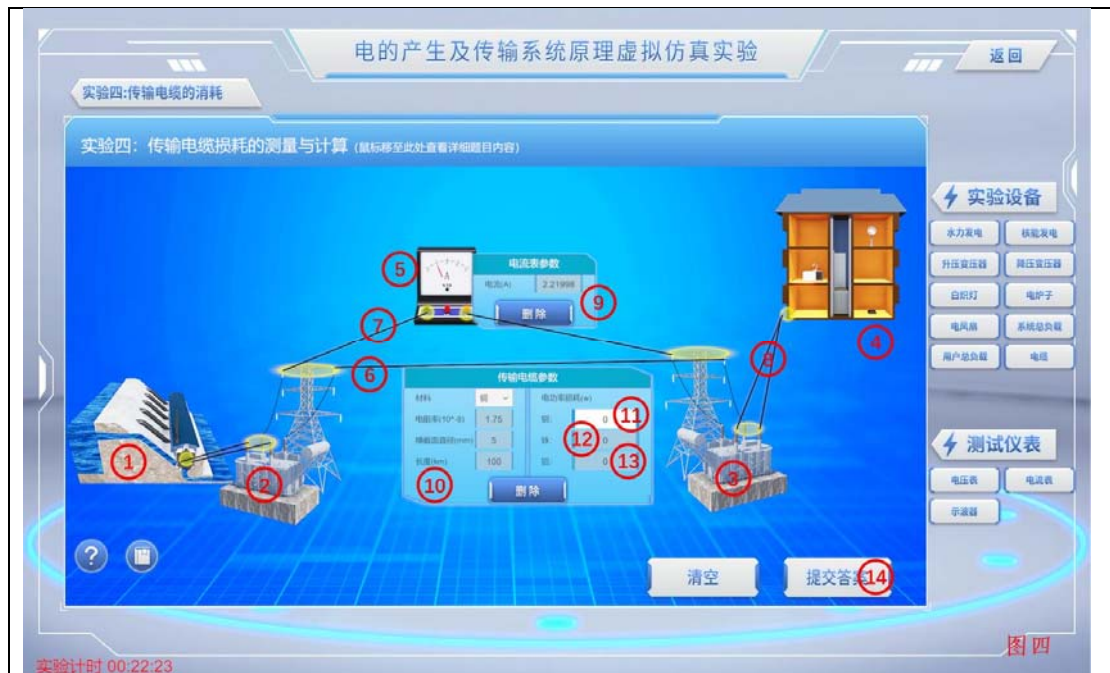 电的产生及传输系统原理虚拟仿真实验
返回
实验四:传输电缆的消耗
实验四：传输电缆损耗的测量与计算 (鼠标移至此处查看详细题目内容)
实验设备
水力发电 核能发电
升压变压器 降压变压器
白炽灯 电炉子
电风扇 系统总负载
用户总负载 电缆
测试仪表
电压表 电流表
示波器
5
A
电流表参数
电流(A) 2.21998
删除
9
7
6
8
4
传输电缆参数
材料 铜 电功率损耗(w)
电阻率(10^-8) 1.75 铜: 0 11
横截面直径(mm) 5 12 0
长度(km) 100 铝: 0 13
10
删除
1
2
3
?
清空
提交答案 14
图四
实验计时 00:22:23